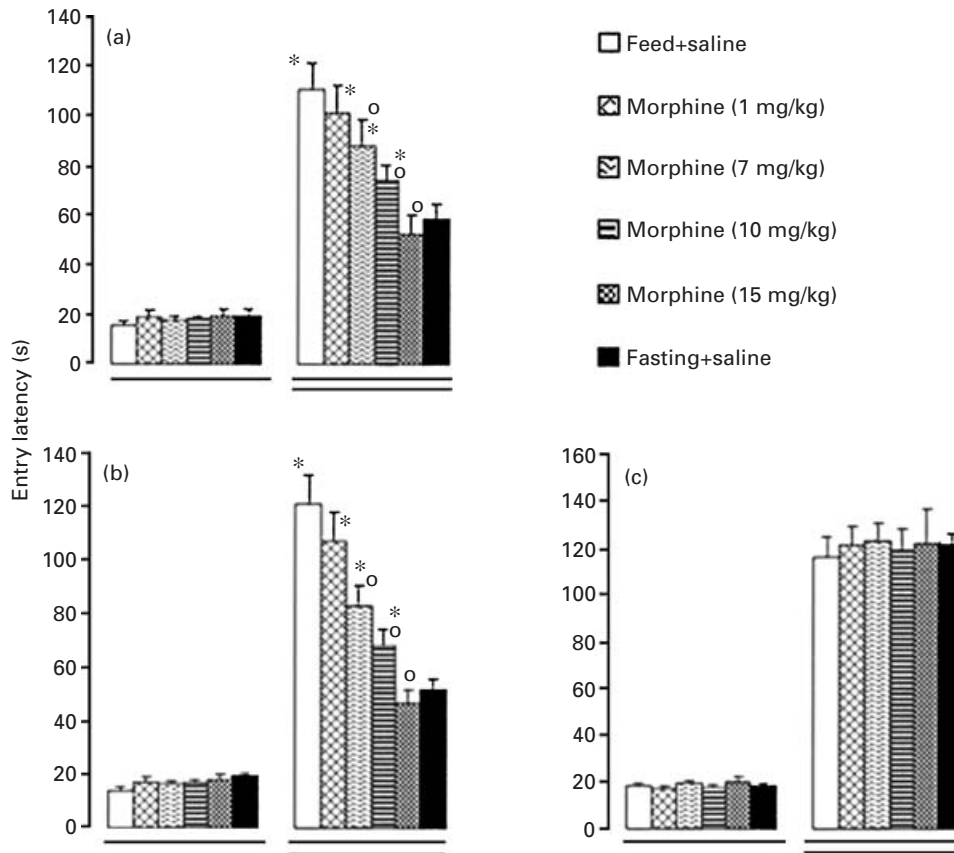 Entry latency (s)
(a)
140
120
100
80
60
40
20
0
*
*
o
*
*
o
o
Feed+saline
Morphine (1 mg/kg)
Morphine (7 mg/kg)
Morphine (10 mg/kg)
Morphine (15 mg/kg)
Fasting+saline
(b)
140
120
100
80
60
40
20
0
*
*
*o
*
o
o
(c)
160
140
120
100
80
60
40
20
0